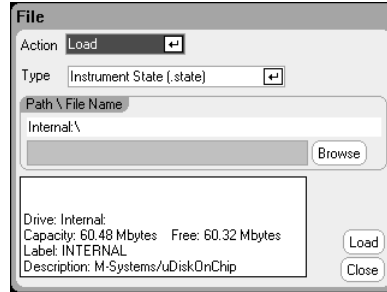 File
Action Load
Type Instrument State (.state)
Path \ File Name
Internal:\
Browse
Drive: Internal:
Capacity: 60.48 Mbytes Free: 60.32 Mbytes
Label: INTERNAL
Description: M-Systems/uDiskOnChip
Load
Close